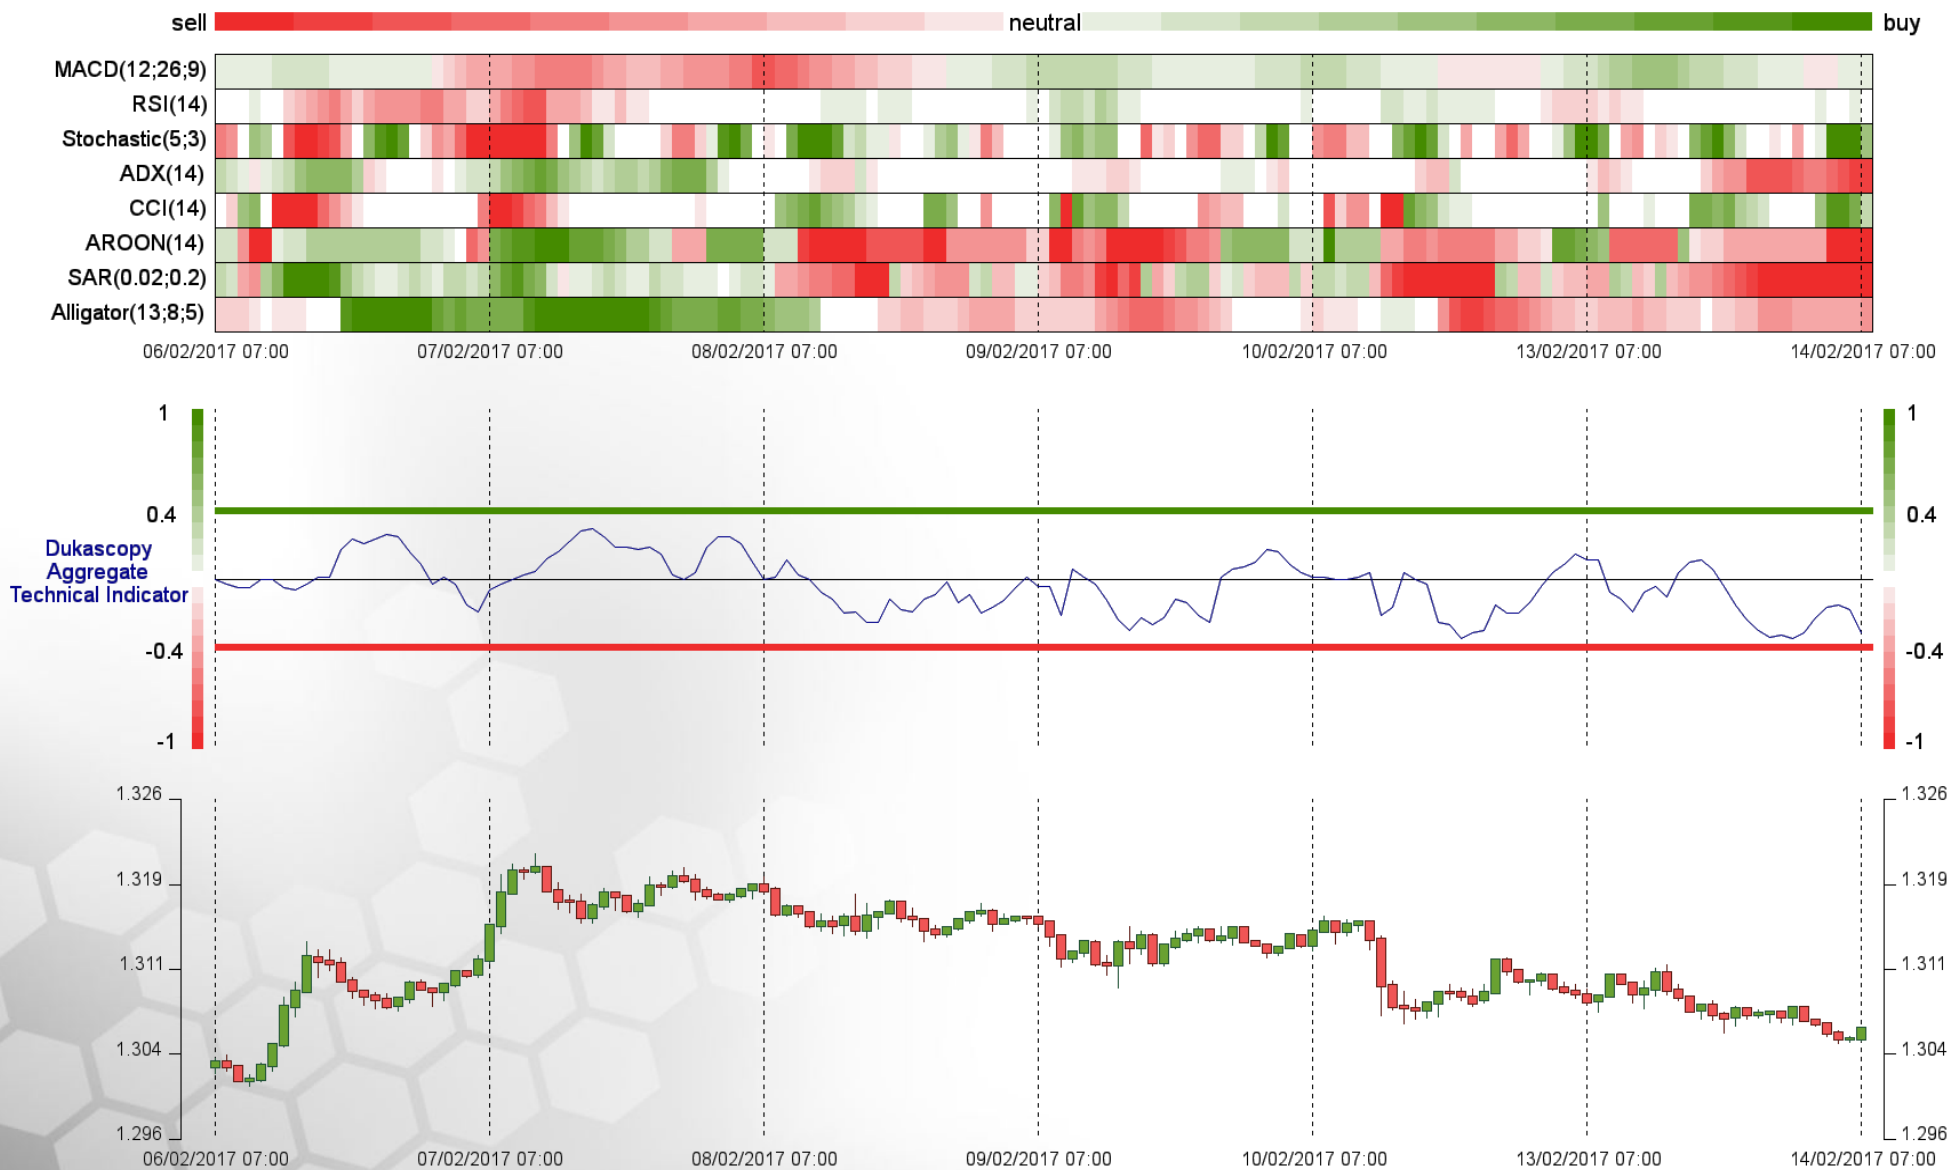 sell neutral buy
MACD(12;26;9)
RSI(14)
Stochastic(5;3)
ADX(14)
CCI(14)
AROON(14)
SAR(0.02;0.2)
Alligator(13;8;5)
06/02/2017 07:00 07/02/2017 07:00 08/02/2017 07:00 09/02/2017 07:00 10/02/2017 07:00 13/02/2017 07:00 14/02/2017 07:00
1 1
0.4 0.4
Dukascopy
Aggregate
Technical Indicator
-0.4 -0.4
-1 -1
1.326 1.326
1.319 1.319
1.311 1.311
1.304 1.304
1.296 1.296
06/02/2017 07:00 07/02/2017 07:00 08/02/2017 07:00 09/02/2017 07:00 10/02/2017 07:00 13/02/2017 07:00 14/02/2017 07:00